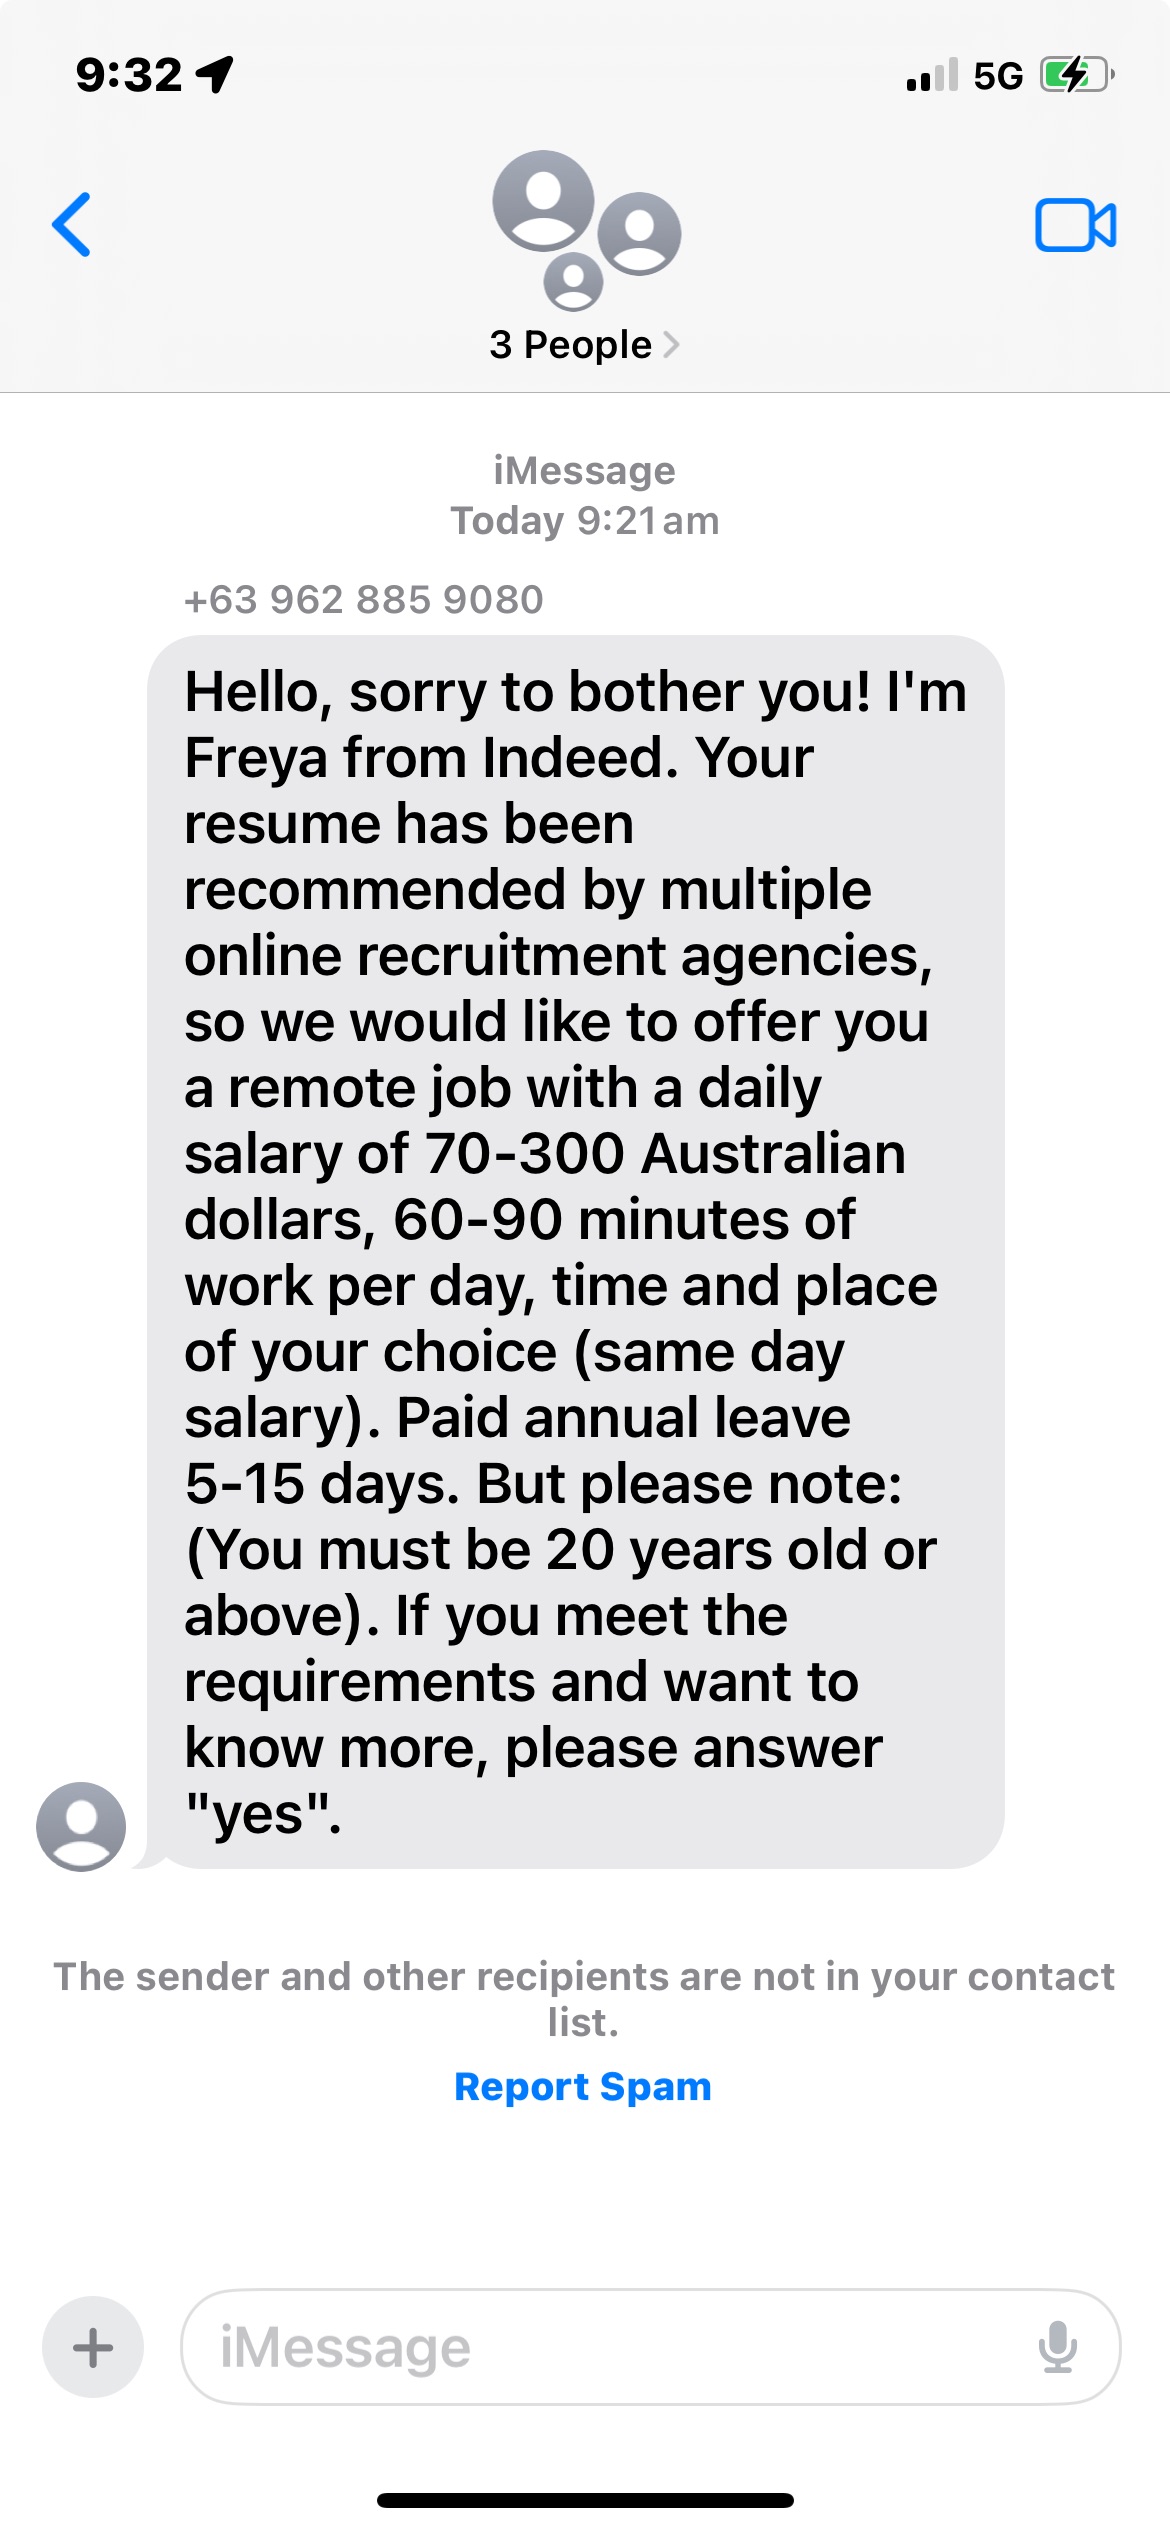 9:32
5G
3 People
iMessage
Today 9:21 am
+63 962 885 9080
Hello, sorry to bother you! I'm
Freya from Indeed. Your
resume has been
recommended by multiple
online recruitment agencies,
so we would like to offer you
a remote job with a daily
salary of 70-300 Australian
dollars, 60-90 minutes of
work per day, time and place
of your choice (same day
salary). Paid annual leave
5-15 days. But please note:
(You must be 20 years old or
above). If you meet the
requirements and want to
know more, please answer
"yes".
The sender and other recipients are not in your contact
list.
Report Spam
iMessage